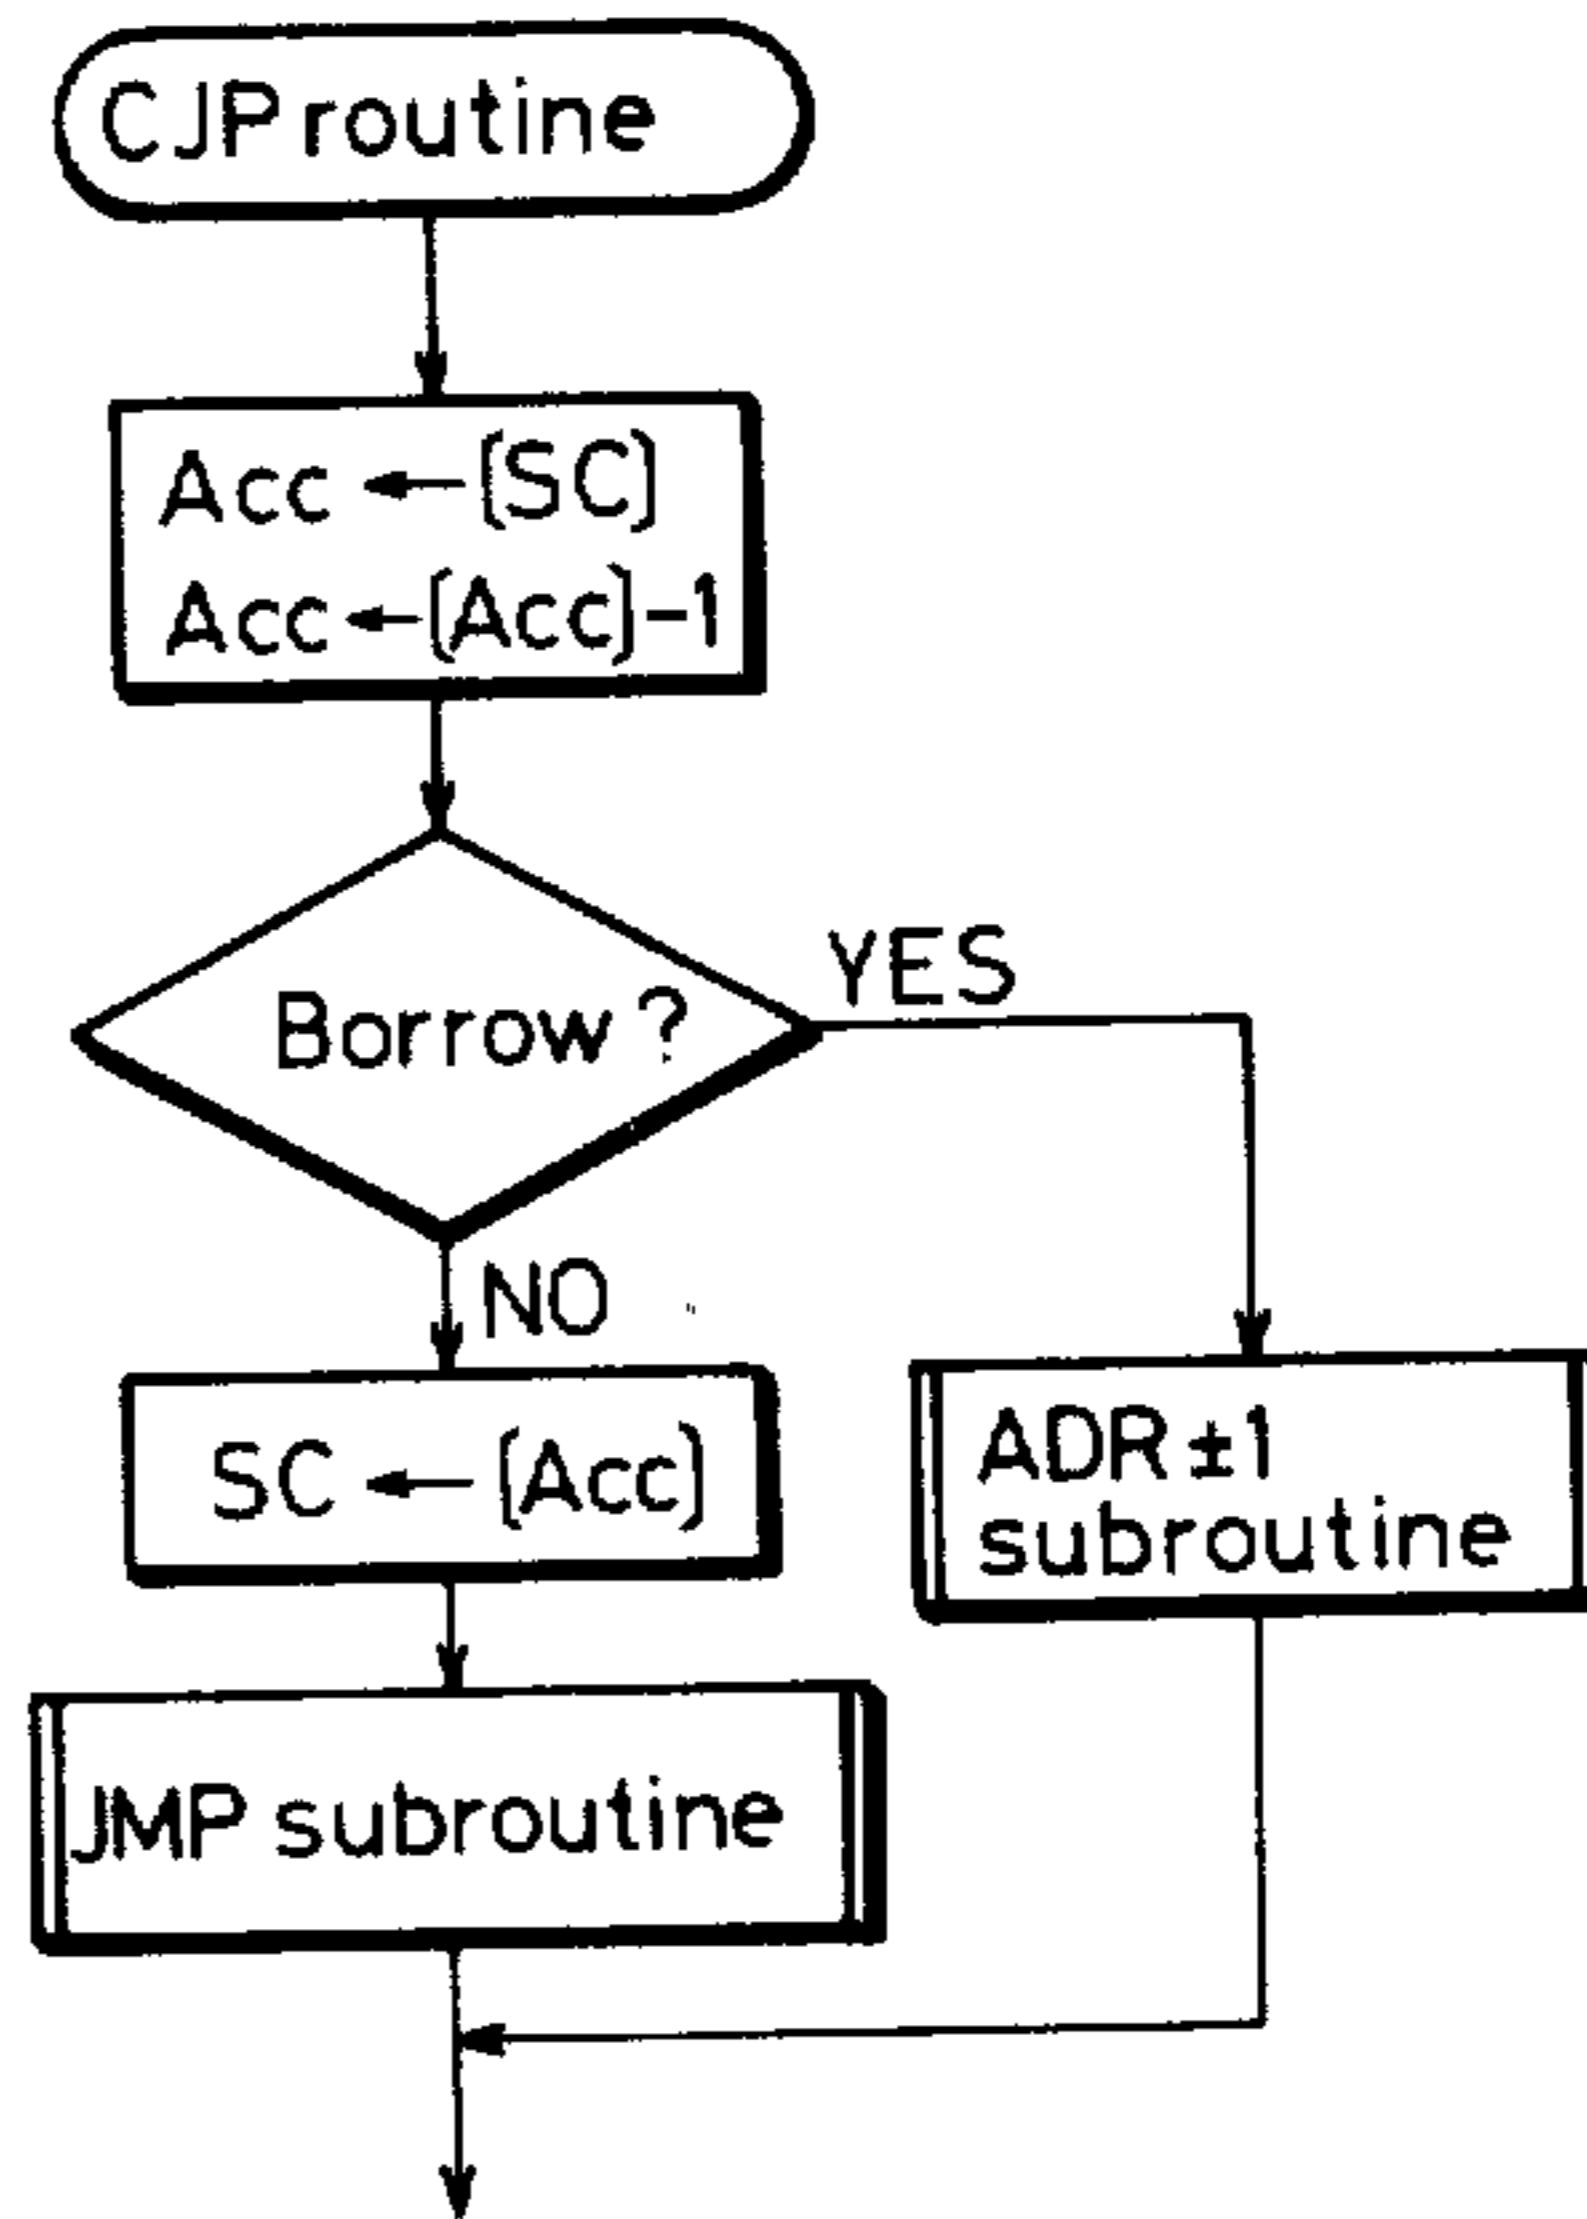 CJP routine
Acc ← (SC)
Acc ← (Acc)-1
Borrow ?
YES
NO
SC ← (Acc)
ADR ±1
subroutine
JMP subroutine